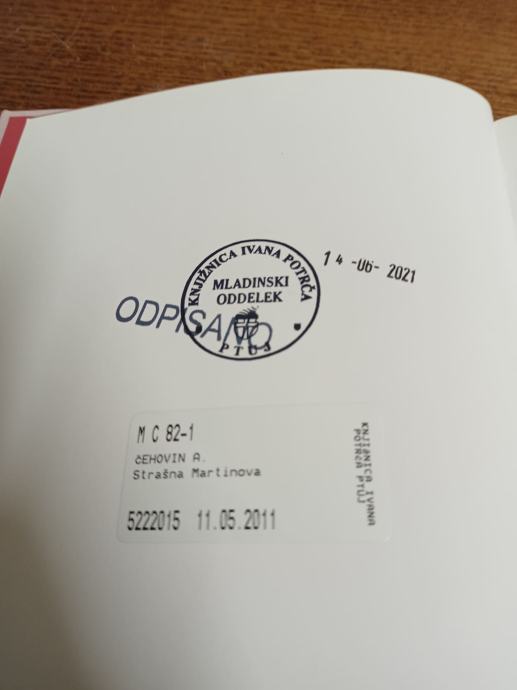 KNJIŽNICA IVANA POTRČA
MLADINSKI
ODDELEK
PTUJ
14 -06- 2021
ODPISANO
M C 82-1
ČEHOVIN A.
Strašna Martinova
5222015 11.05.2011
KNJIŽNICA IVANA
POTRČA PTUJ